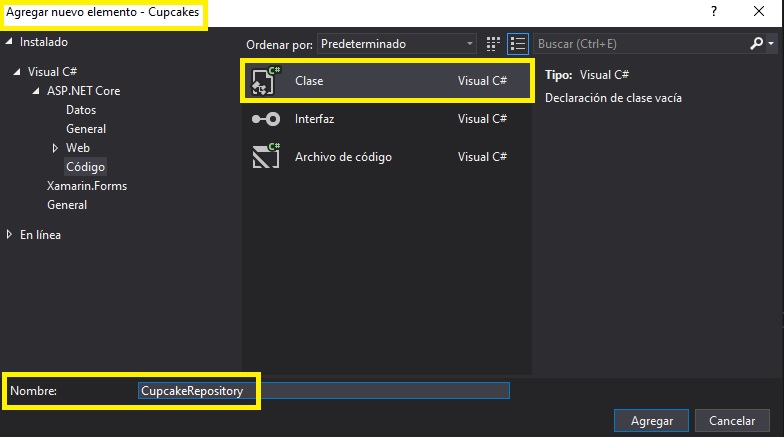 Agregar nuevo elemento - Cupcakes ?
Instalado
Visual C#
ASP.NET Core
Datos
General
Web
Código
Xamarin.Forms
General
En línea
Ordenar por: Predeterminado
Buscar (Ctrl+E)
C# Clase Visual C#
Interfaz Visual C#
C# Archivo de código Visual C#
Tipo: Visual C#
Declaración de clase vacía
Nombre: CupcakeRepository
Agregar Cancelar